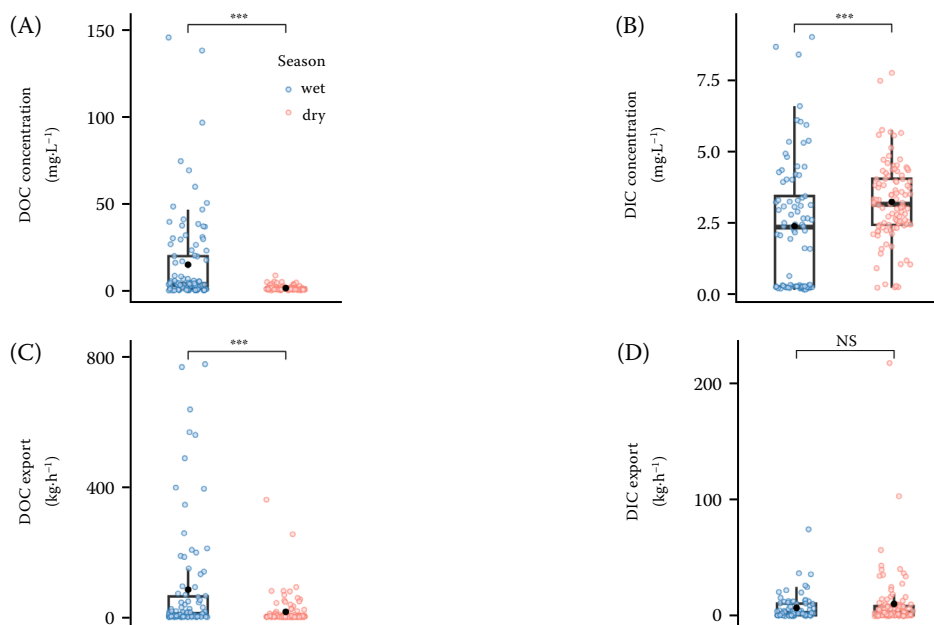 (A)
DOC concentration
(mg·L⁻¹)
150
100
50
0
***
Season
wet
dry
(B)
DIC concentration
(mg·L⁻¹)
7.5
5.0
2.5
0.0
***
(C)
DOC export
(kg·h⁻¹)
800
400
0
***
(D)
DIC export
(kg·h⁻¹)
200
100
0
NS